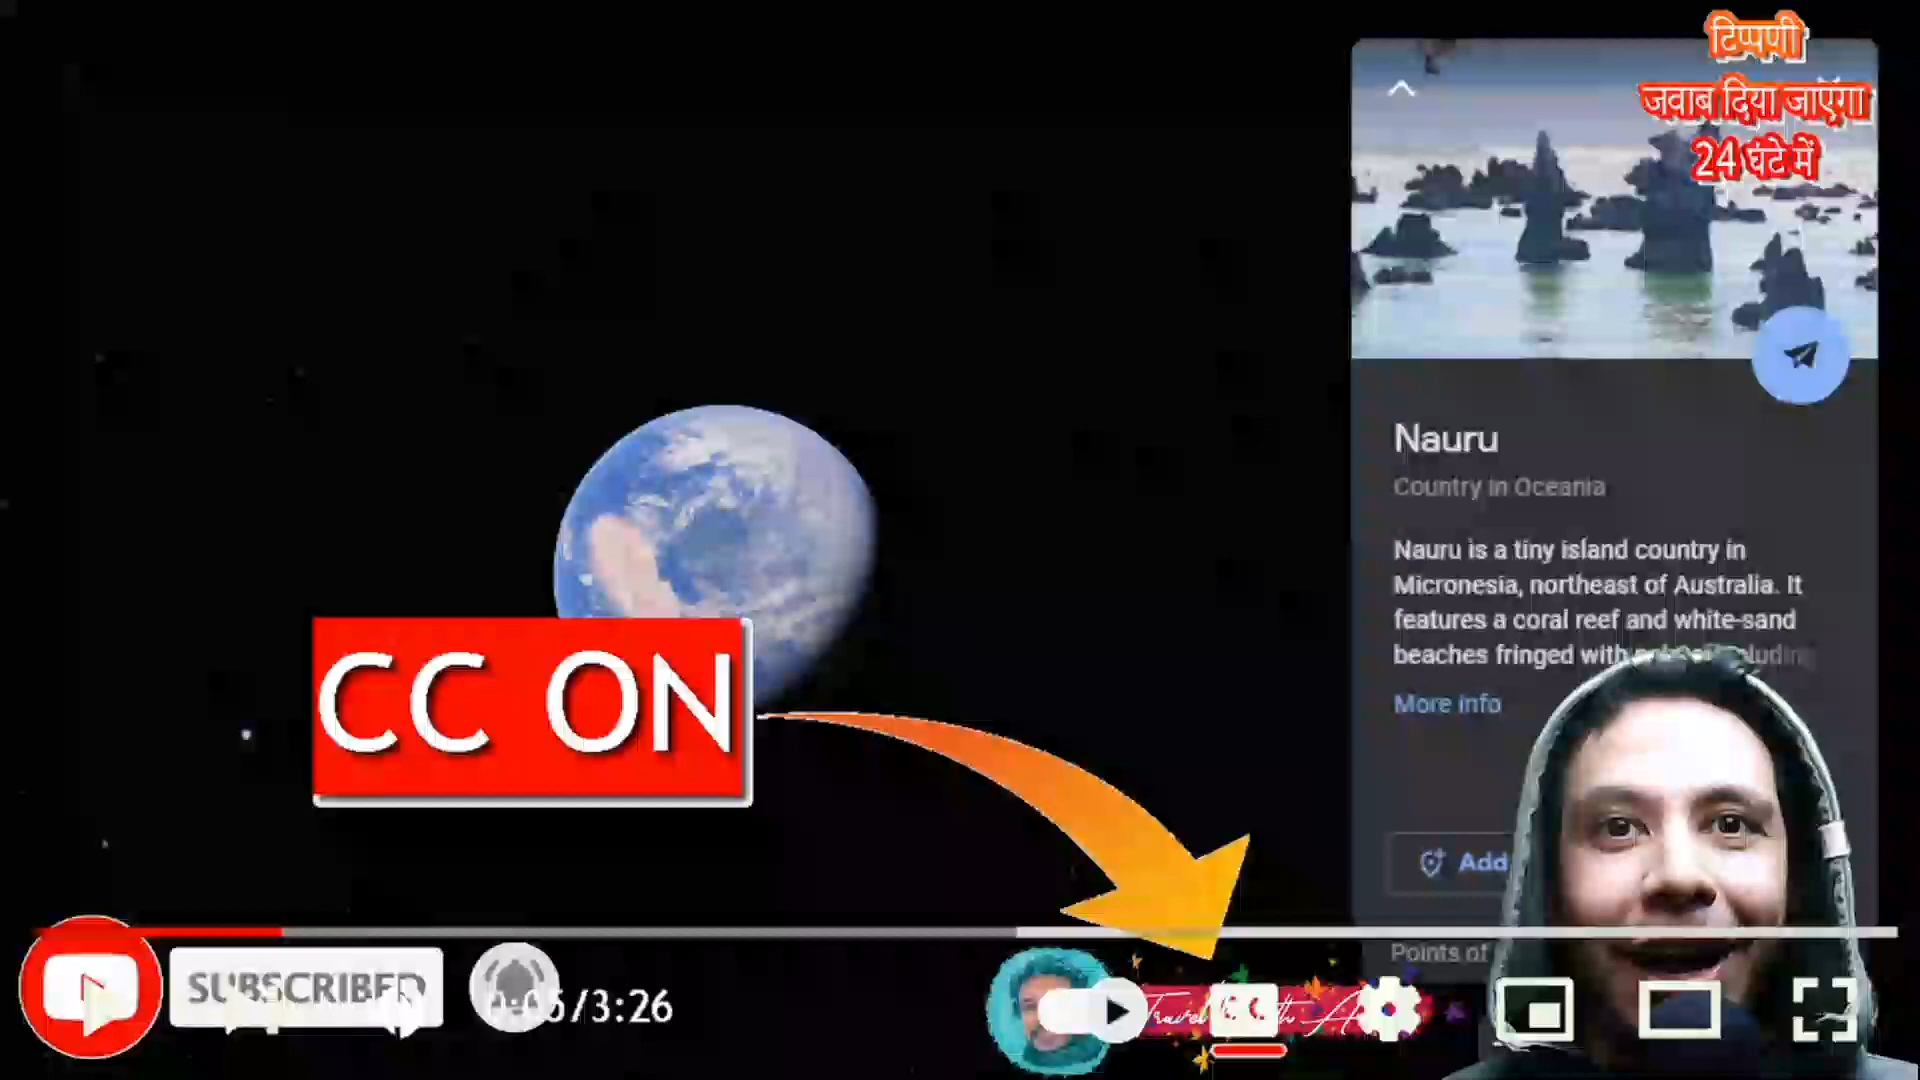 टिप्पणी
जवाब दिया जाएगा
24 घंटे में
Nauru
Country in Oceania
Nauru is a tiny island country in
Micronesia, northeast of Australia. It
features a coral reef and white-sand
beaches fringed with
More info
CC ON
Add
Points of
SUBSCRIBED
/3:26
Travel